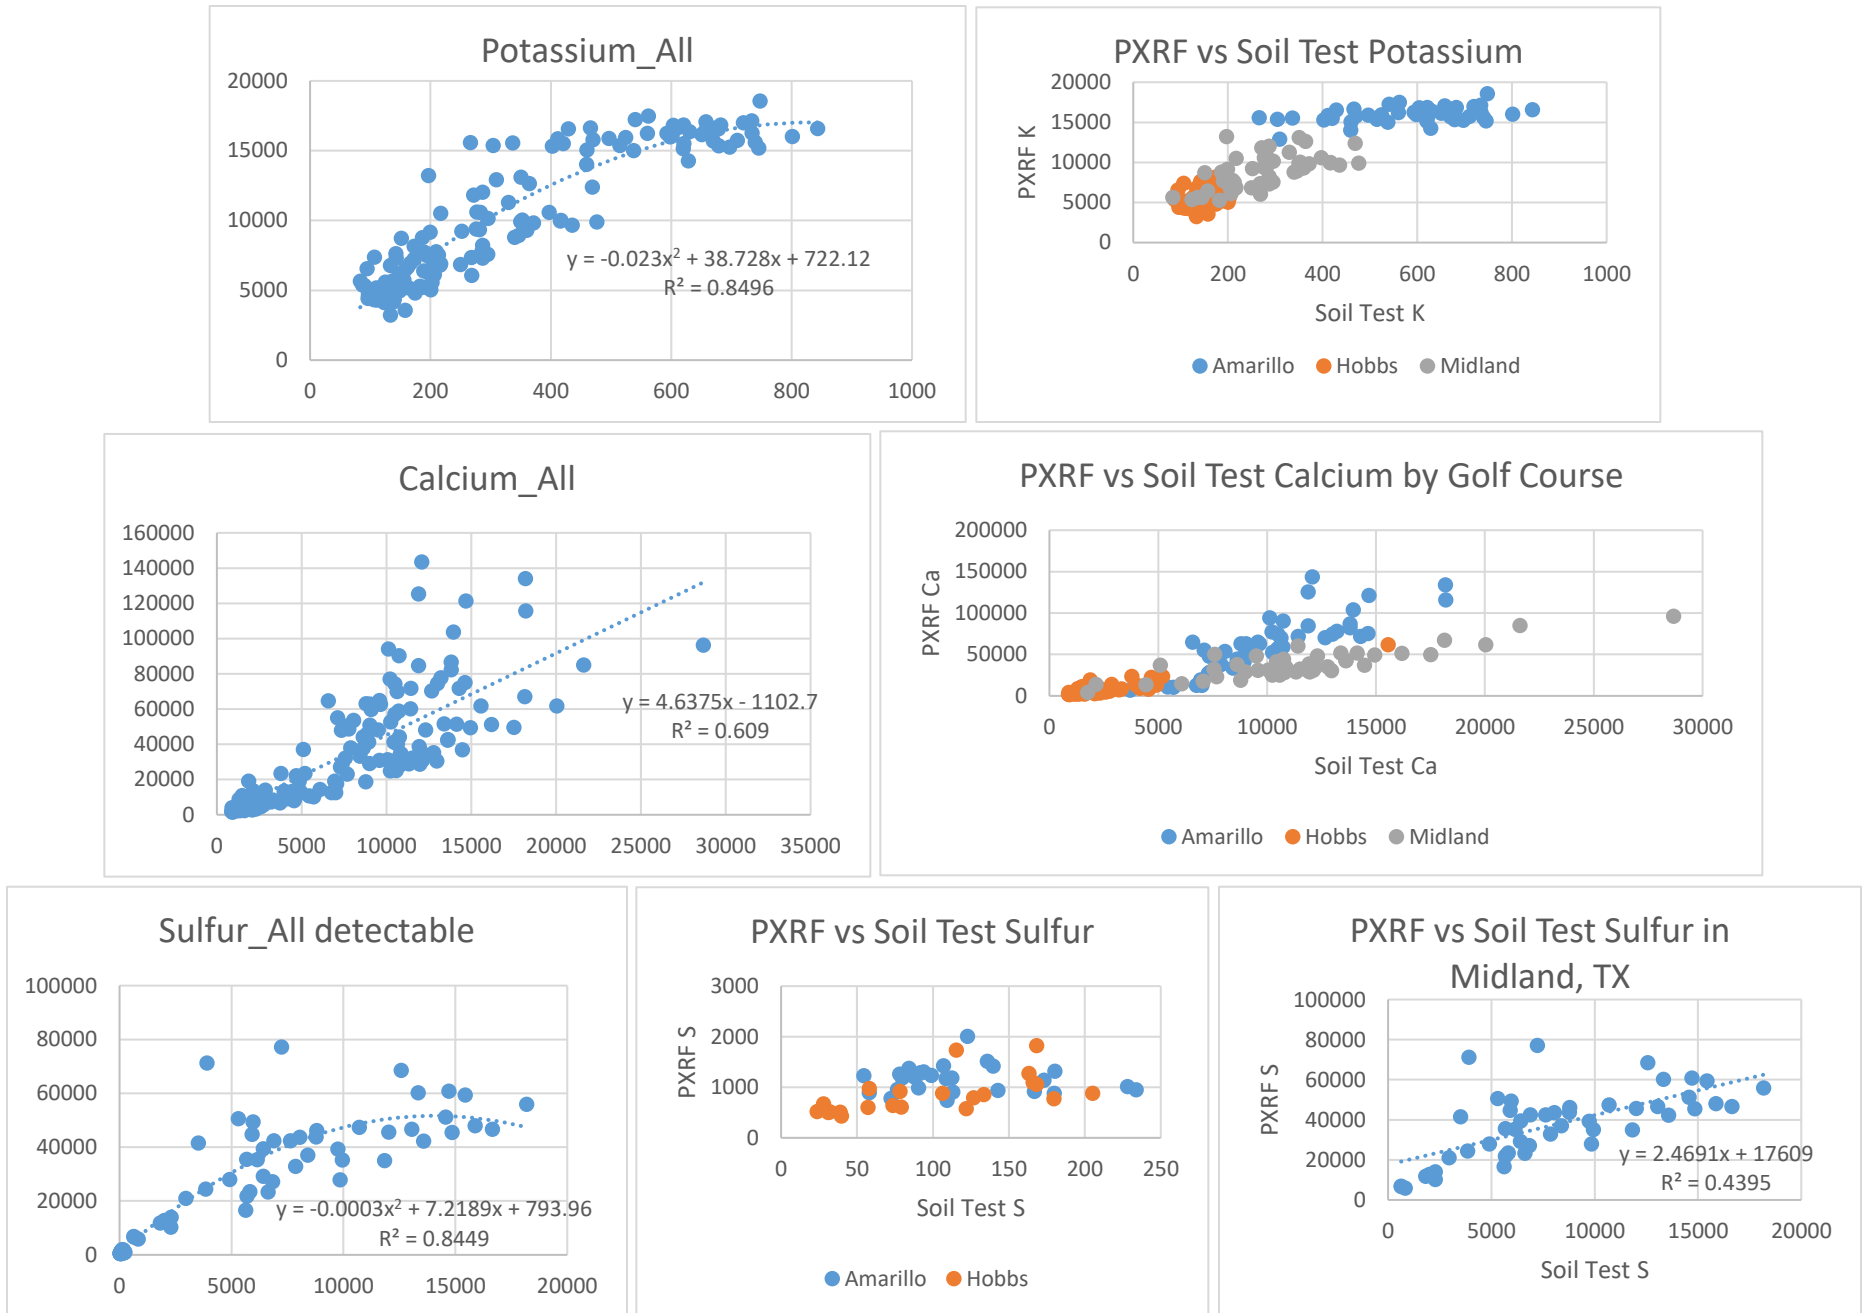 Potassium_All
20000
15000
10000
5000
0
0 200 400 600 800 1000
y = -0.023x² + 38.728x + 722.12
R² = 0.8496
PXRF vs Soil Test Potassium
PXRF K
20000
15000
10000
5000
0
0 200 400 600 800 1000
Soil Test K
Amarillo Hobbs Midland
Calcium_All
160000
140000
120000
100000
80000
60000
40000
20000
0
0 5000 10000 15000 20000 25000 30000 35000
y = 4.6375x - 1102.7
R² = 0.609
PXRF vs Soil Test Calcium by Golf Course
PXRF Ca
200000
150000
100000
50000
0
0 5000 10000 15000 20000 25000 30000
Soil Test Ca
Amarillo Hobbs Midland
Sulfur_All detectable
100000
80000
60000
40000
20000
0
0 5000 10000 15000 20000
y = -0.0003x² + 7.2189x + 793.96
R² = 0.8449
PXRF vs Soil Test Sulfur
PXRF S
3000
2000
1000
0
0 50 100 150 200 250
Soil Test S
Amarillo Hobbs
PXRF vs Soil Test Sulfur in
Midland, TX
PXRF S
100000
80000
60000
40000
20000
0
0 5000 10000 15000 20000
y = 2.4691x + 17609
R² = 0.4395
Soil Test S